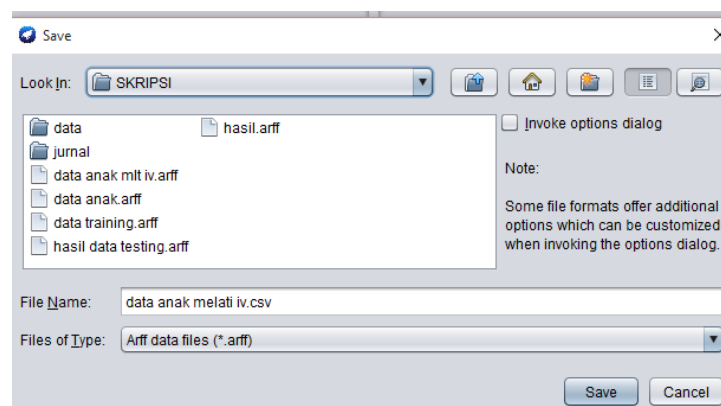 Save
Look In: SKRIPSI
data
jurnal
data anak mlt iv.arff
data anak.arff
data training.arff
hasil data testing.arff
hasil.arff
Invoke options dialog
Note:
Some file formats offer additional
options which can be customized
when invoking the options dialog.
File Name: data anak melati iv.csv
Files of Type: Arff data files (*.arff)
Save Cancel